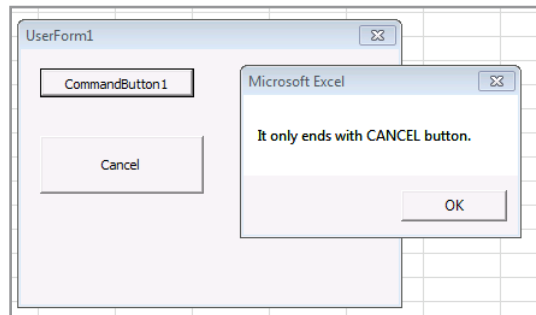 UserForm1
CommandButton1
Microsoft Excel
It only ends with CANCEL button.
Cancel
OK